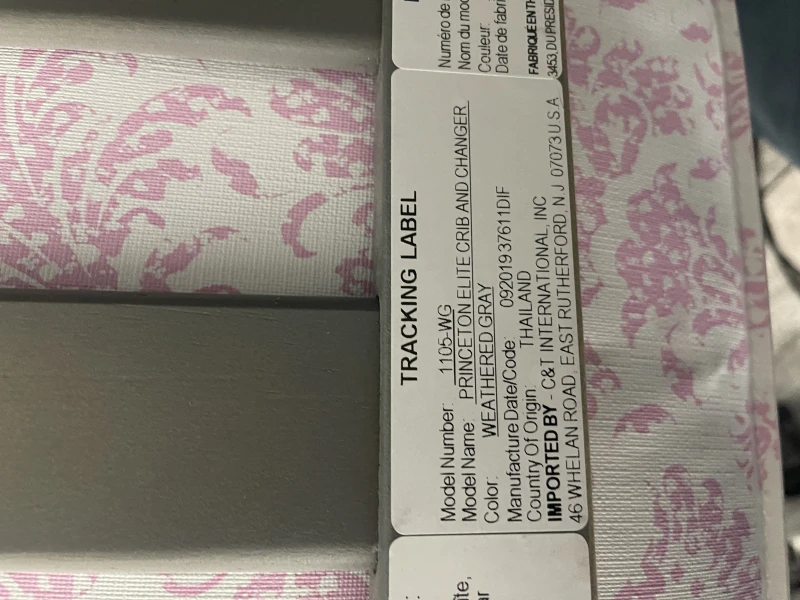 TRACKING LABEL
Model Number: 1105-WG
Model Name: PRINCETON ELITE CRIB AND CHANGER
Color: WEATHERED GRAY
Manufacture Date/Code: 09201937611DIF
Country Of Origin: THAILAND
IMPORTED BY - C&T INTERNATIONAL, INC
46 WHELAN ROAD, EAST RUTHERFORD, N J 07073 U S A
Numéro de
Nom du mod
Couleur:
Date de fabri
FABRIQUÉ EN TH
3453, DU PRESID